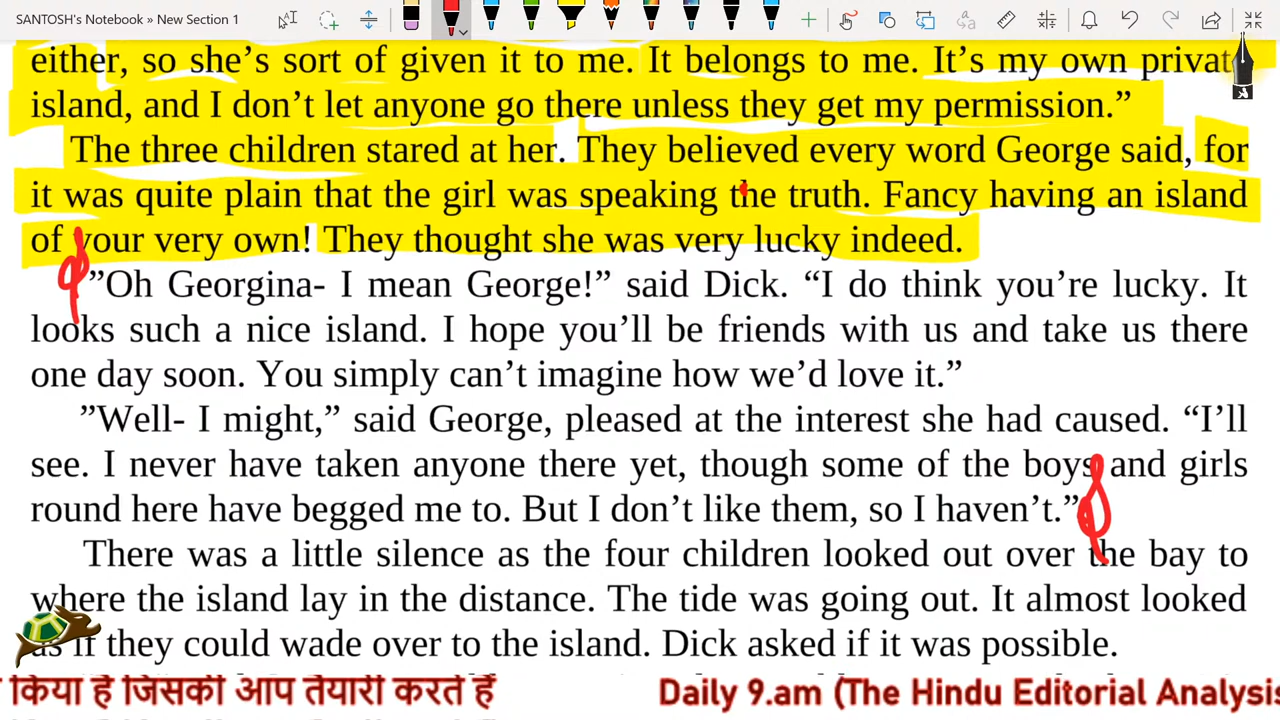 SANTOSH's Notebook » New Section 1
either, so she’s sort of given it to me. It belongs to me. It’s my own privat
island, and I don’t let anyone go there unless they get my permission.”
The three children stared at her. They believed every word George said, for
it was quite plain that the girl was speaking the truth. Fancy having an island
of your very own! They thought she was very lucky indeed.
”Oh Georgina- I mean George!” said Dick. “I do think you’re lucky. It
looks such a nice island. I hope you’ll be friends with us and take us there
one day soon. You simply can’t imagine how we’d love it.”
”Well- I might,” said George, pleased at the interest she had caused. “I’ll
see. I never have taken anyone there yet, though some of the boys and girls
round here have begged me to. But I don’t like them, so I haven’t.”
There was a little silence as the four children looked out over the bay to
where the island lay in the distance. The tide was going out. It almost looked
as if they could wade over to the island. Dick asked if it was possible.
किया है जिसकी आप तैयारी करते हैं Daily 9.am (The Hindu Editorial Analysis